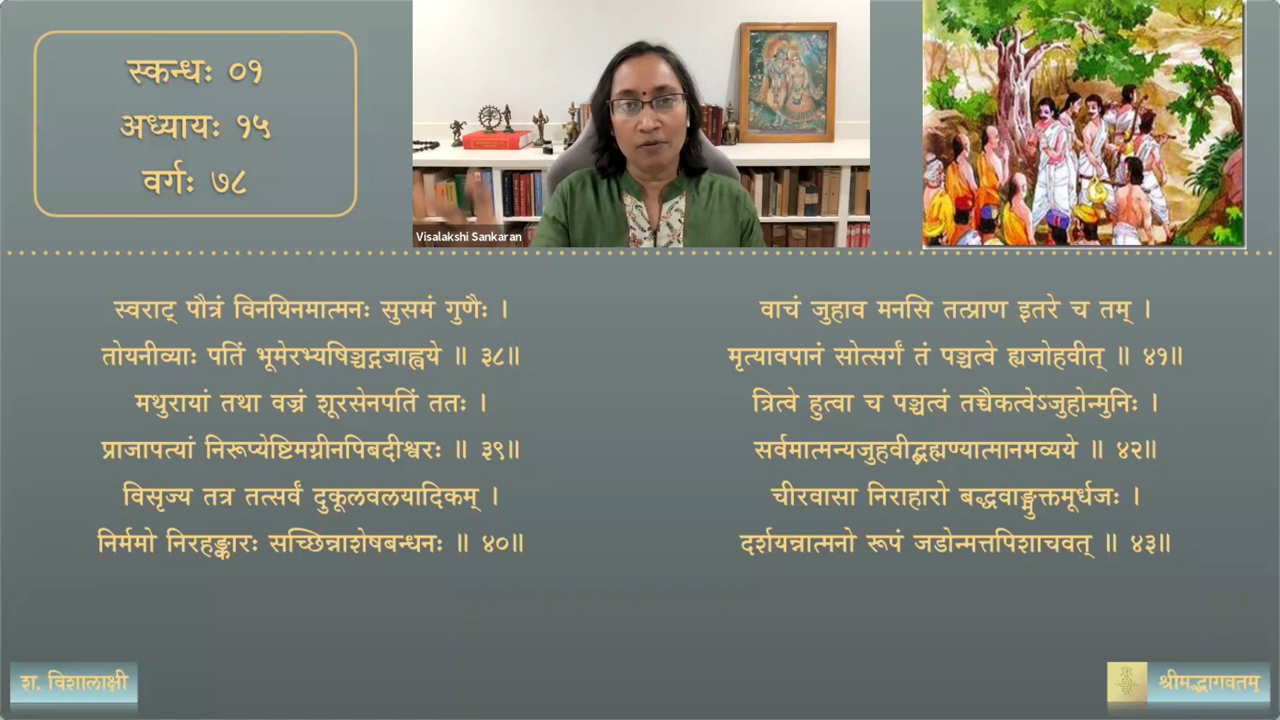 स्कन्धः ०१
अध्यायः १५
वर्गः ७८
Visalakshi Sankaran
स्वराट् पौत्रं विनयिनमात्मनः सुसमं गुणैः ।
तोयनीव्याः पतिं भूमेरभ्यषिञ्चद्गजाह्वये ॥ ३८॥
मथुरायां तथा वज्रं शूरसेनपतिं ततः ।
प्राजापत्यां निरूप्येष्टिमग्नीनपिबदीश्वरः ॥ ३९॥
विसृज्य तत्र तत्सर्वं दुकूलवलयादिकम् ।
निर्ममो निरहङ्कारः सच्छिन्नाशेषबन्धनः ॥ ४०॥
वाचं जुहाव मनसि तत्प्राण इतरे च तम् ।
मृत्यावपानं सोत्सर्गं तं पञ्चत्वे ह्यजोहवीत् ॥ ४१॥
त्रित्वे हुत्वा च पञ्चत्वं तच्चैकत्वेऽजुहोन्मुनिः ।
सर्वमात्मन्यजुहवीद्ब्रह्मण्यात्मानमव्यये ॥ ४२॥
चीरवासा निराहारो बद्धवाङ्मुक्तमूर्धजः ।
दर्शयन्नात्मनो रूपं जडोन्मत्तपिशाचवत् ॥ ४३॥
श. विशालाक्षी
श्रीमद्भागवतम्